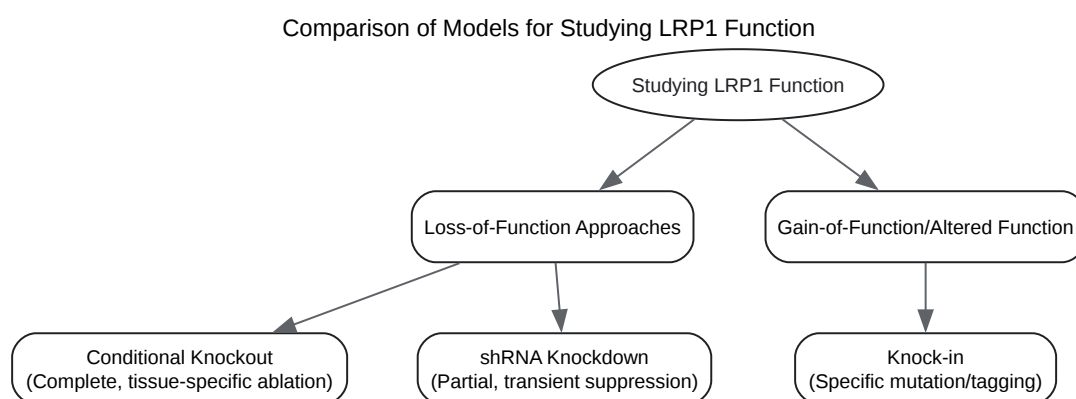 Comparison of Models for Studying LRP1 Function
Studying LRP1 Function
Loss-of-Function Approaches
Gain-of-Function/Altered Function
Conditional Knockout
(Complete, tissue-specific ablation)
shRNA Knockdown
(Partial, transient suppression)
Knock-in
(Specific mutation/tagging)